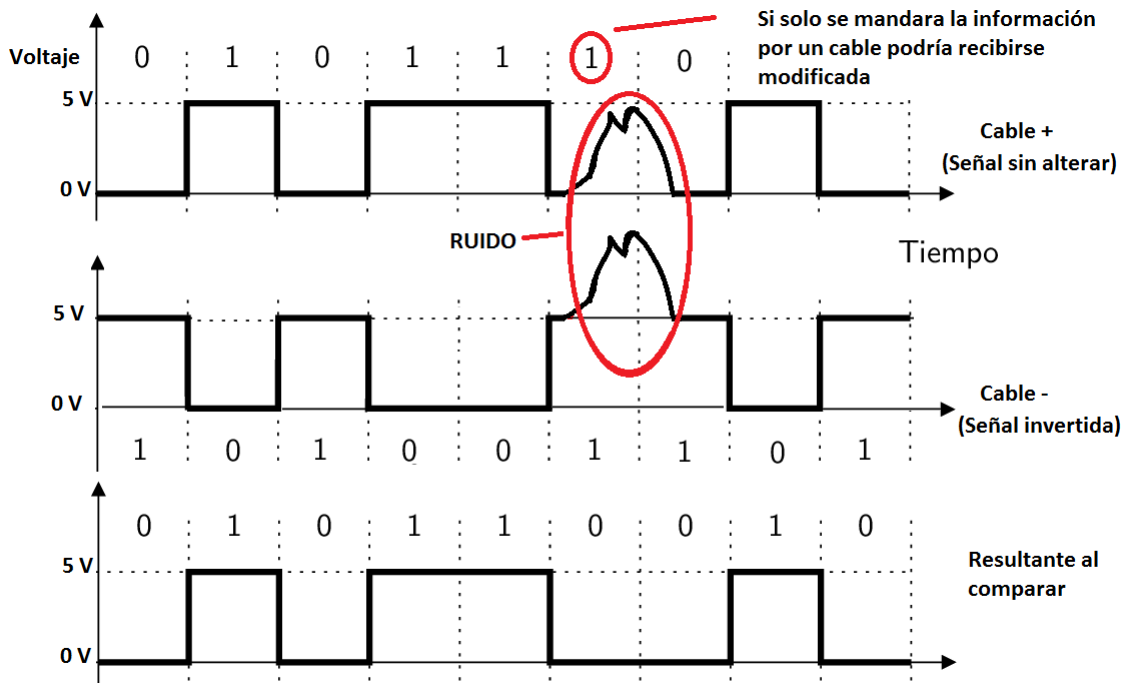 Si solo se mandara la información
por un cable podría recibirse
modificada
Voltaje
0 1 0 1 1 1 0
5 V
0 V
Cable +
(Señal sin alterar)
RUIDO
Tiempo
5 V
0 V
Cable -
(Señal invertida)
1 0 1 0 0 1 1 0 1
0 1 0 1 1 0 0 1 0
5 V
0 V
Resultante al
comparar